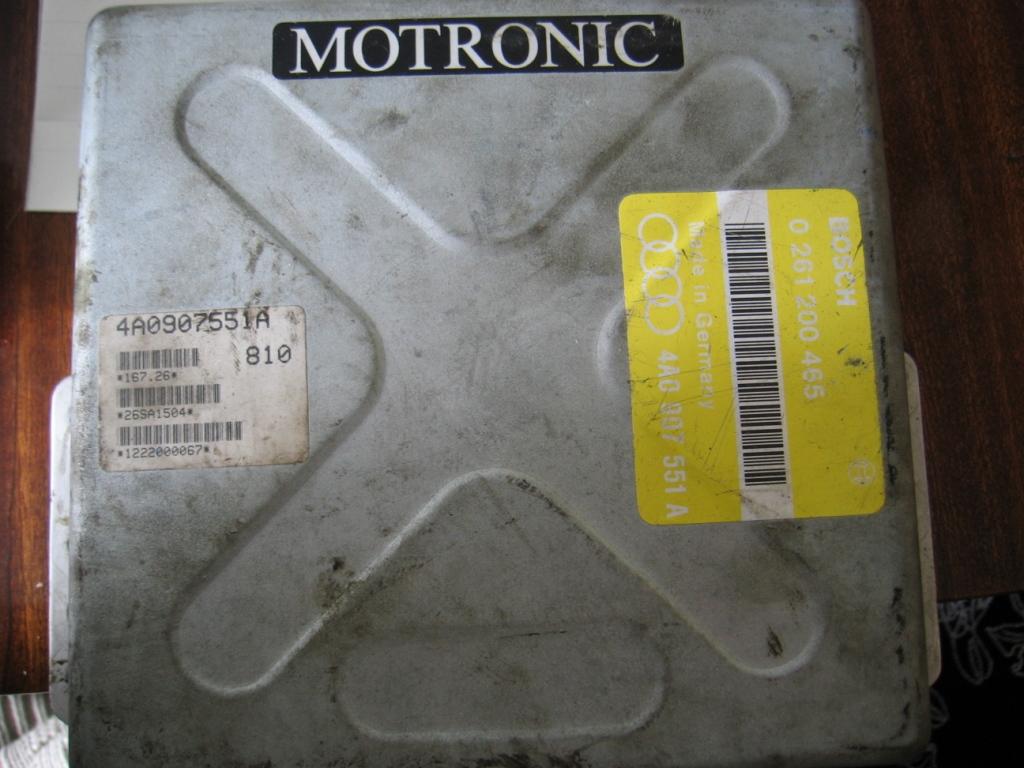 MOTRONIC
4A0907551A
810
*167.26*
*26SA1504*
*1222000067*
BOSCH
0 261 200 465
Made in Germany
4A0 907 551 A